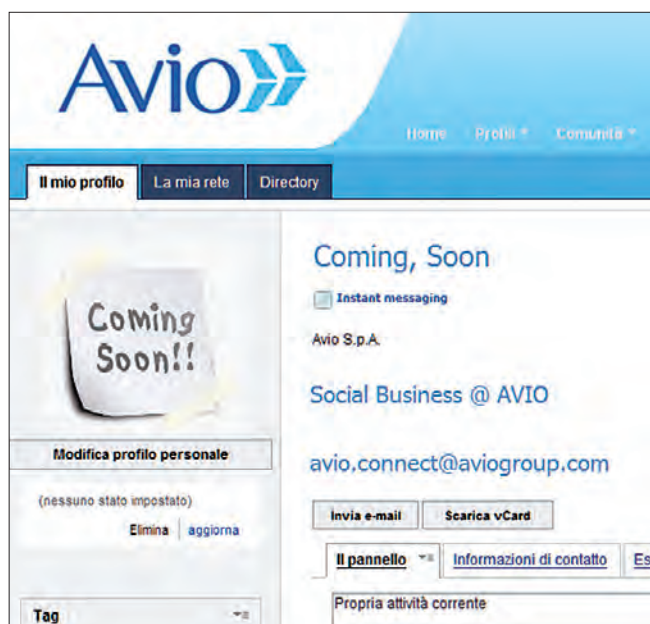 Avio
Home Profili Comunità
Il mio profilo La mia rete Directory
Coming, Soon
Instant messaging
Avio S.p.A.
Coming
Soon!!
Social Business @ AVIO
Modifica profilo personale
avio.connect@aviogroup.com
(nessuno stato impostato)
Elimina aggiorna
Invia e-mail Scarica vCard
Il pannello Informazioni di contatto Es
Propria attività corrente
Tag